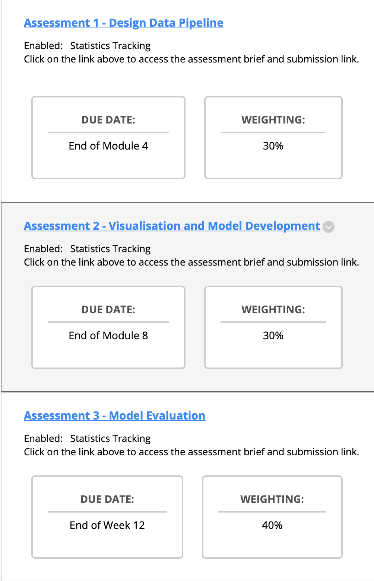 Assessment 1 - Design Data Pipeline
Enabled: Statistics Tracking
Click on the link above to access the assessment brief and submission link.
DUE DATE:
End of Module 4
WEIGHTING:
30%
Assessment 2 - Visualisation and Model Development
Enabled: Statistics Tracking
Click on the link above to access the assessment brief and submission link.
DUE DATE:
End of Module 8
WEIGHTING:
30%
Assessment 3 - Model Evaluation
Enabled: Statistics Tracking
Click on the link above to access the assessment brief and submission link.
DUE DATE:
End of Week 12
WEIGHTING:
40%